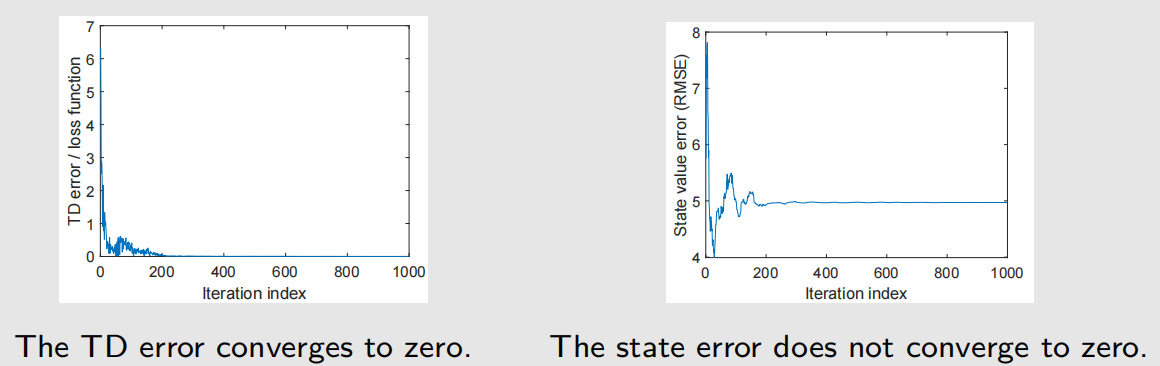 7
6
5
4
3
2
1
0
TD error / loss function
0 200 400 600 800 1000
Iteration index
The TD error converges to zero.
8
7
6
5
4
State value error (RMSE)
0 200 400 600 800 1000
Iteration index
The state error does not converge to zero.